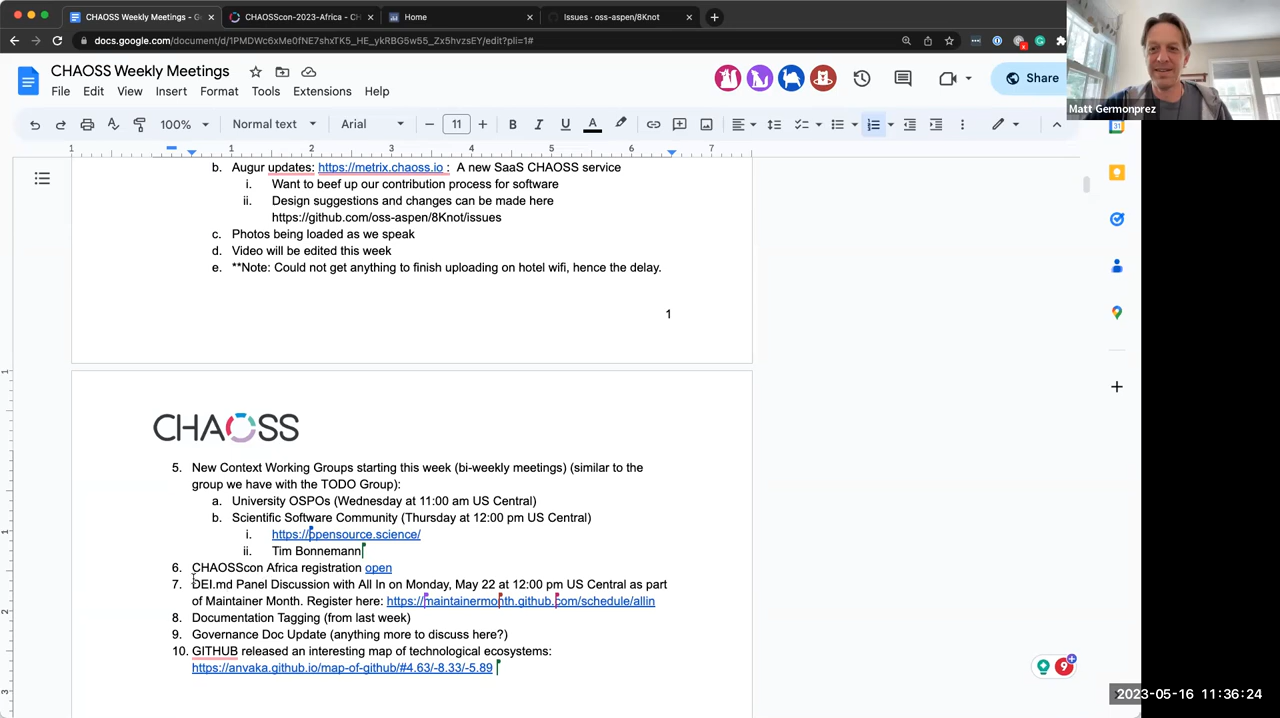 CHAOSS Weekly Meetings - G
CHAOSScon-2023-Africa - CH
Home
Issues · oss-aspen/8Knot
docs.google.com/document/d/1PMDWc6xMe0fNE7shxTK5_HE_ykRBG5w55_Zx5hvzsEY/edit?pli=1#
CHAOSS Weekly Meetings
File Edit View Insert Format Tools Extensions Help
Share
Matt Germonprez
100% Normal text Arial 11
1 1 2 3 4 5 6 7
b. Augur updates: https://metrix.chaoss.io : A new SaaS CHAOSS service
i. Want to beef up our contribution process for software
ii. Design suggestions and changes can be made here
https://github.com/oss-aspen/8Knot/issues
c. Photos being loaded as we speak
d. Video will be edited this week
e. **Note: Could not get anything to finish uploading on hotel wifi, hence the delay.
1
CHAOSS
5. New Context Working Groups starting this week (bi-weekly meetings) (similar to the
group we have with the TODO Group):
a. University OSPOs (Wednesday at 11:00 am US Central)
b. Scientific Software Community (Thursday at 12:00 pm US Central)
i. https://opensource.science/
ii. Tim Bonnemann
6. CHAOSScon Africa registration open
7. DEI.md Panel Discussion with All In on Monday, May 22 at 12:00 pm US Central as part
of Maintainer Month. Register here: https://maintainermonth.github.com/schedule/allin
8. Documentation Tagging (from last week)
9. Governance Doc Update (anything more to discuss here?)
10. GITHUB released an interesting map of technological ecosystems:
https://anvaka.github.io/map-of-github/#4.63/-8.33/-5.89
2023-05-16 11:36:24